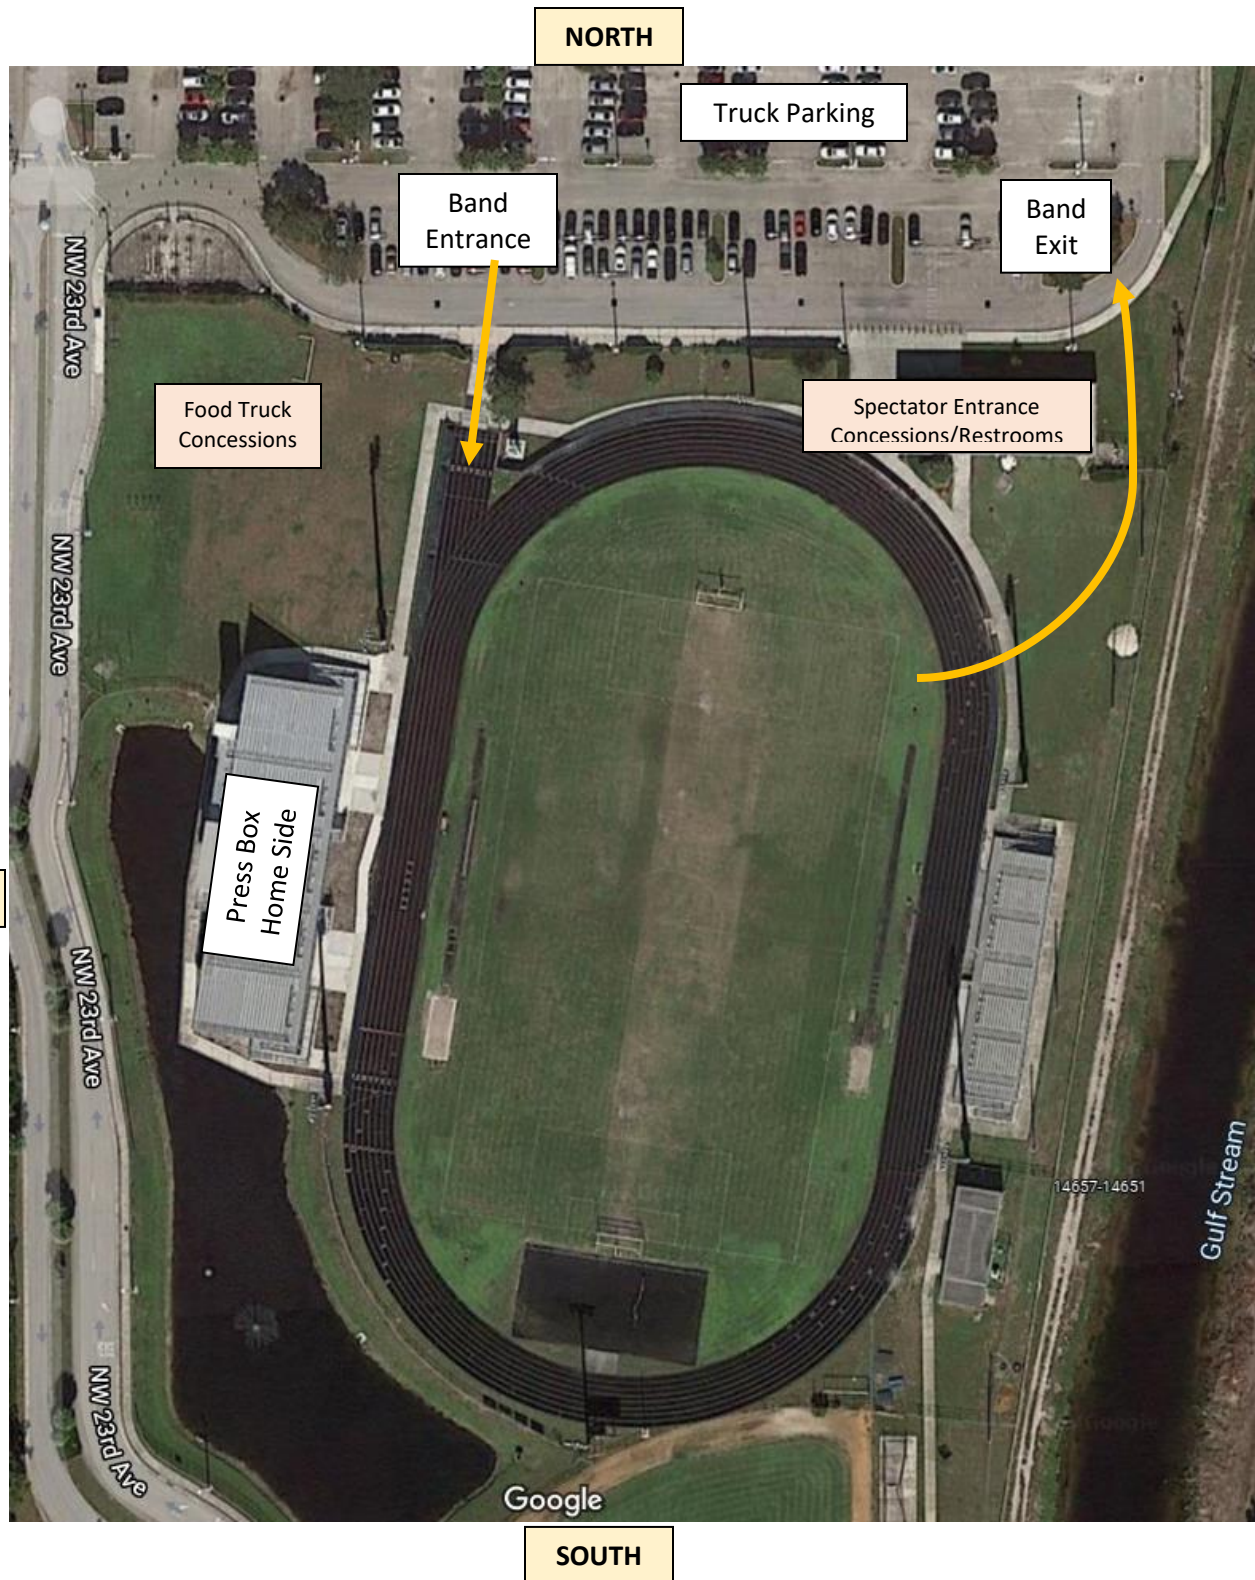 NORTH
Truck Parking
Band
Entrance
Band
Exit
NW 23rd Ave
Food Truck
Concessions
Spectator Entrance
Concessions/Restrooms
NW 23rd Ave
Press Box
Home Side
NW 23rd Ave
14657-14651
Gulf Stream
NW 23rd Ave
Google
SOUTH